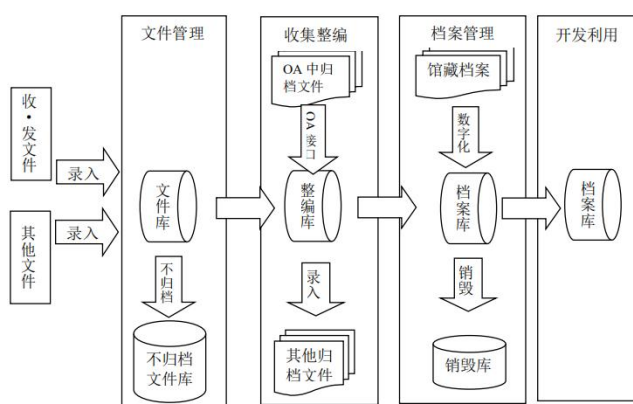 文件管理
收集整编
档案管理
开发利用
收·发文件
录入
其他文件
录入
文件库
不归档
不归档
文件库
OA 中归
档文件
OA 接口
整编库
录入
其他归
档文件
馆藏档案
数字化
档案库
销毁
销毁库
档案库